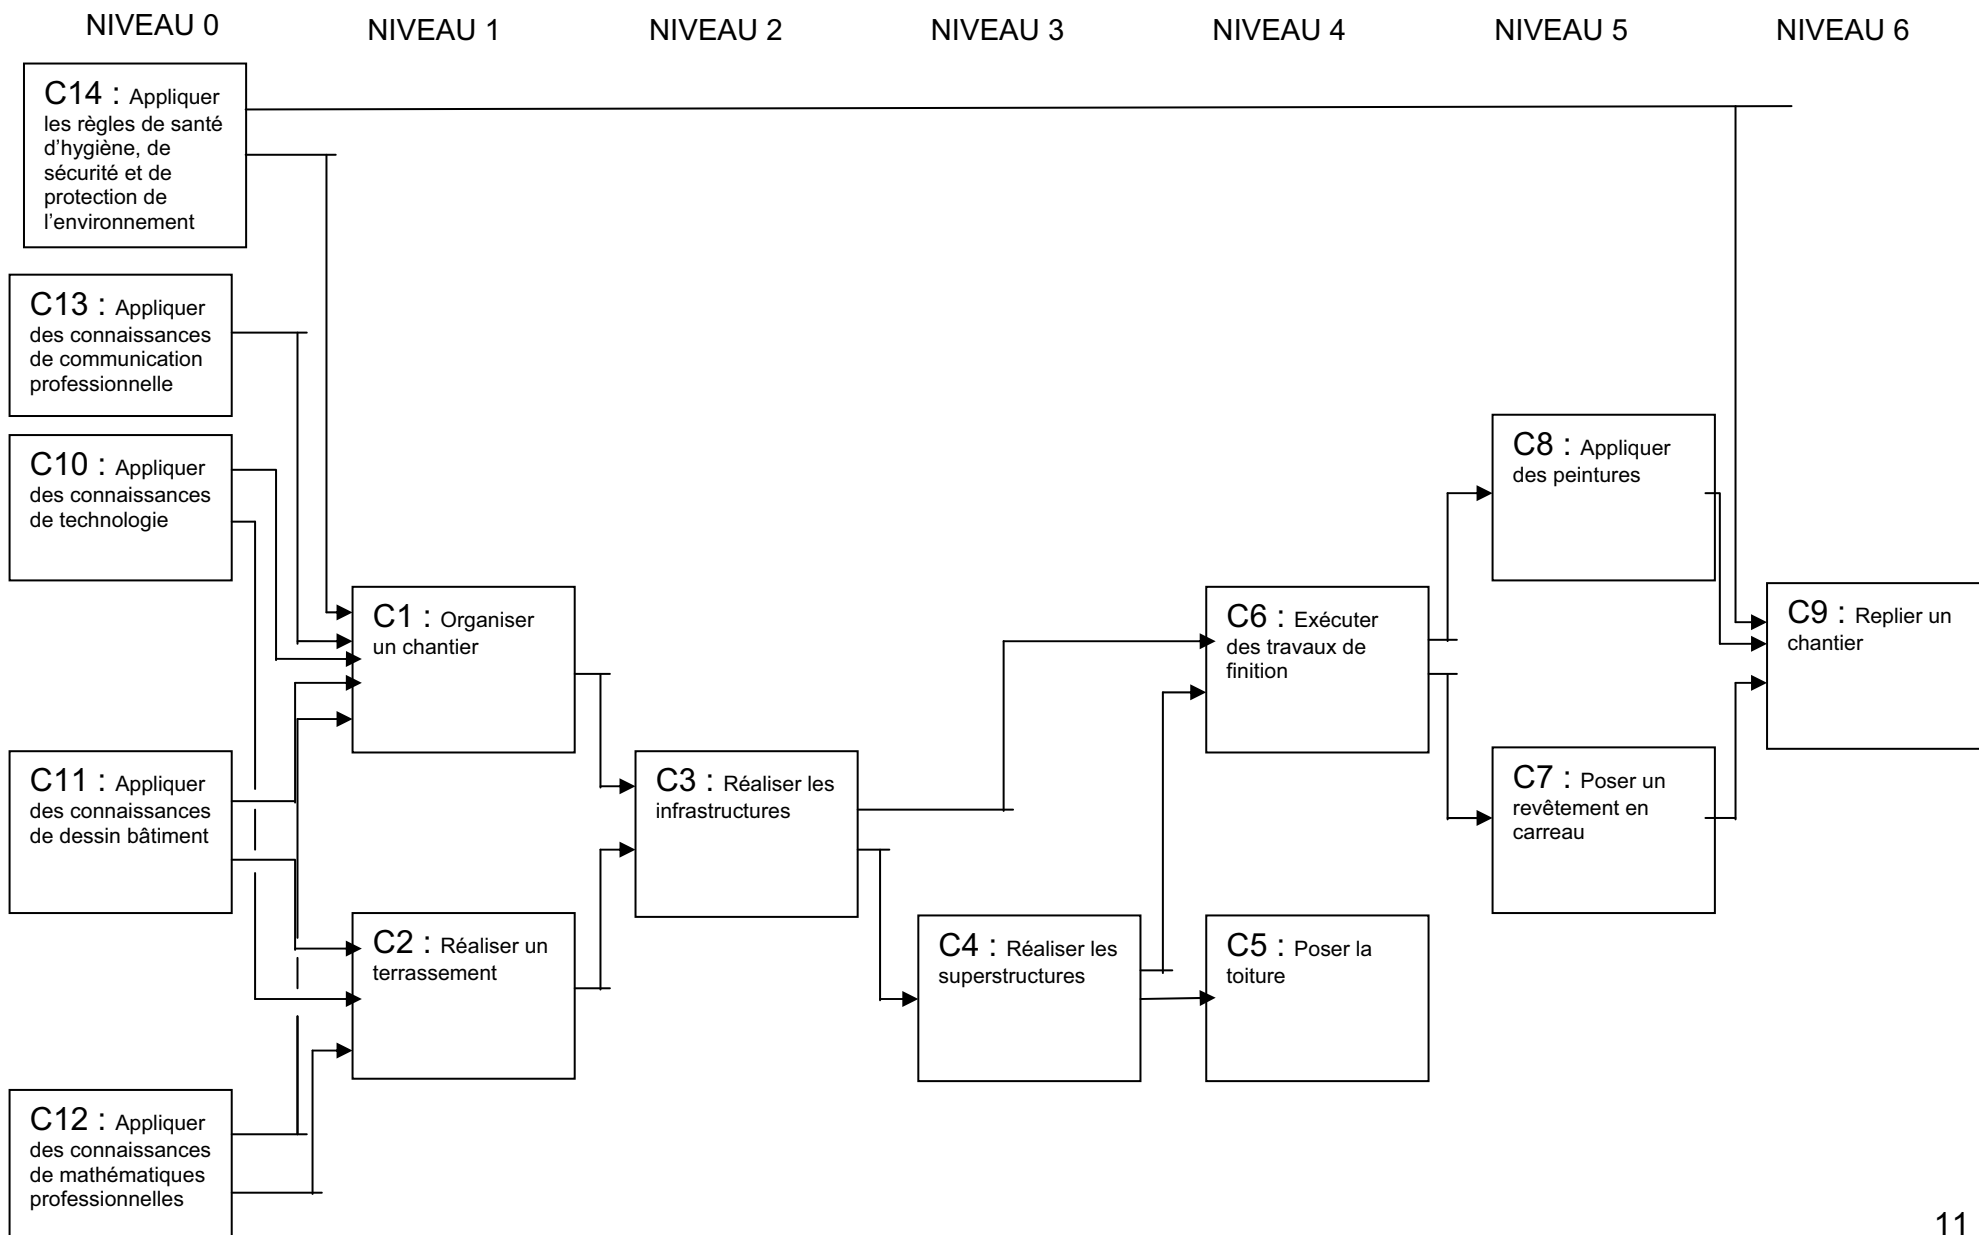 NIVEAU 0
NIVEAU 1
NIVEAU 2
NIVEAU 3
NIVEAU 4
NIVEAU 5
NIVEAU 6
C14 : Appliquer
les règles de santé
d'hygiène, de
sécurité et de
protection de
l'environnement
C13 : Appliquer
des connaissances
de communication
professionnelle
C10 : Appliquer
des connaissances
de technologie
C11 : Appliquer
des connaissances
de dessin bâtiment
C12 : Appliquer
des connaissances
de mathématiques
professionnelles
C1 : Organiser
un chantier
C2 : Réaliser un
terrassement
C3 : Réaliser les
infrastructures
C4 : Réaliser les
superstructures
C6 : Exécuter
des travaux de
finition
C5 : Poser la
toiture
C8 : Appliquer
des peintures
C7 : Poser un
revêtement en
carreau
C9 : Replier un
chantier
11